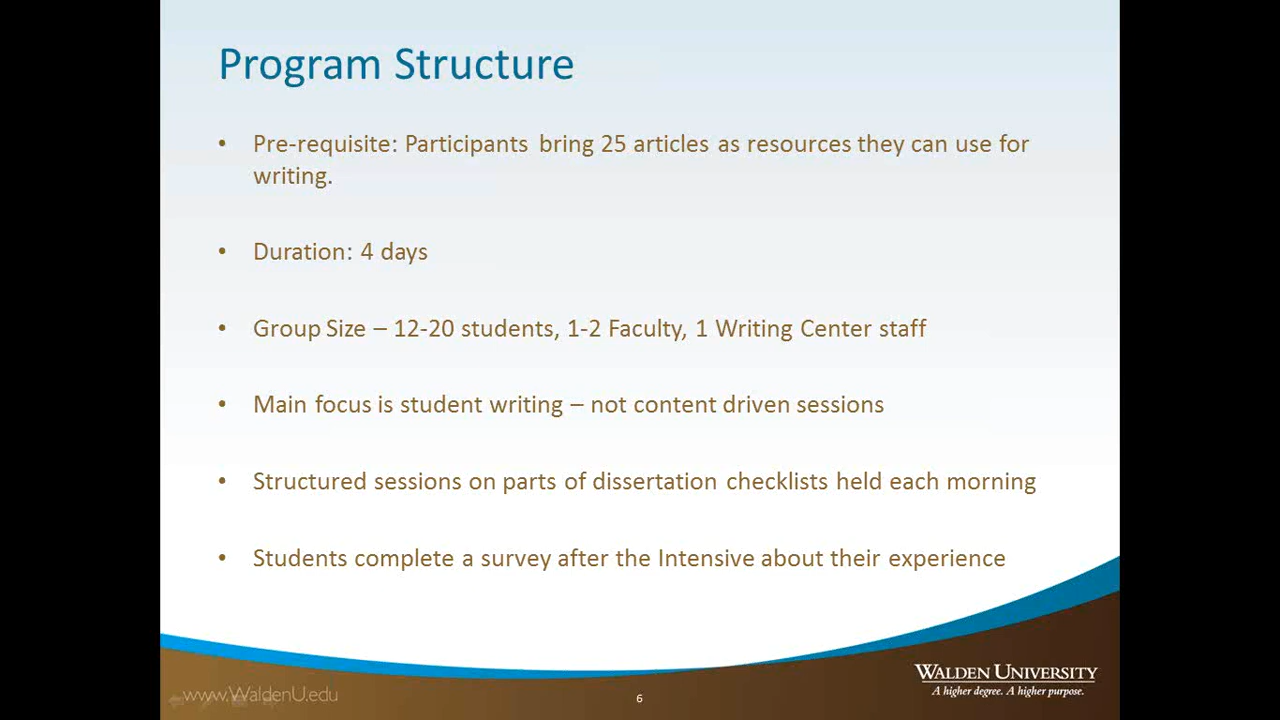 Program Structure
• Pre-requisite: Participants bring 25 articles as resources they can use for
writing.
• Duration: 4 days
• Group Size – 12-20 students, 1-2 Faculty, 1 Writing Center staff
• Main focus is student writing – not content driven sessions
• Structured sessions on parts of dissertation checklists held each morning
• Students complete a survey after the Intensive about their experience
WALDEN UNIVERSITY
A higher degree. A higher purpose.
www.WaldenU.edu
6